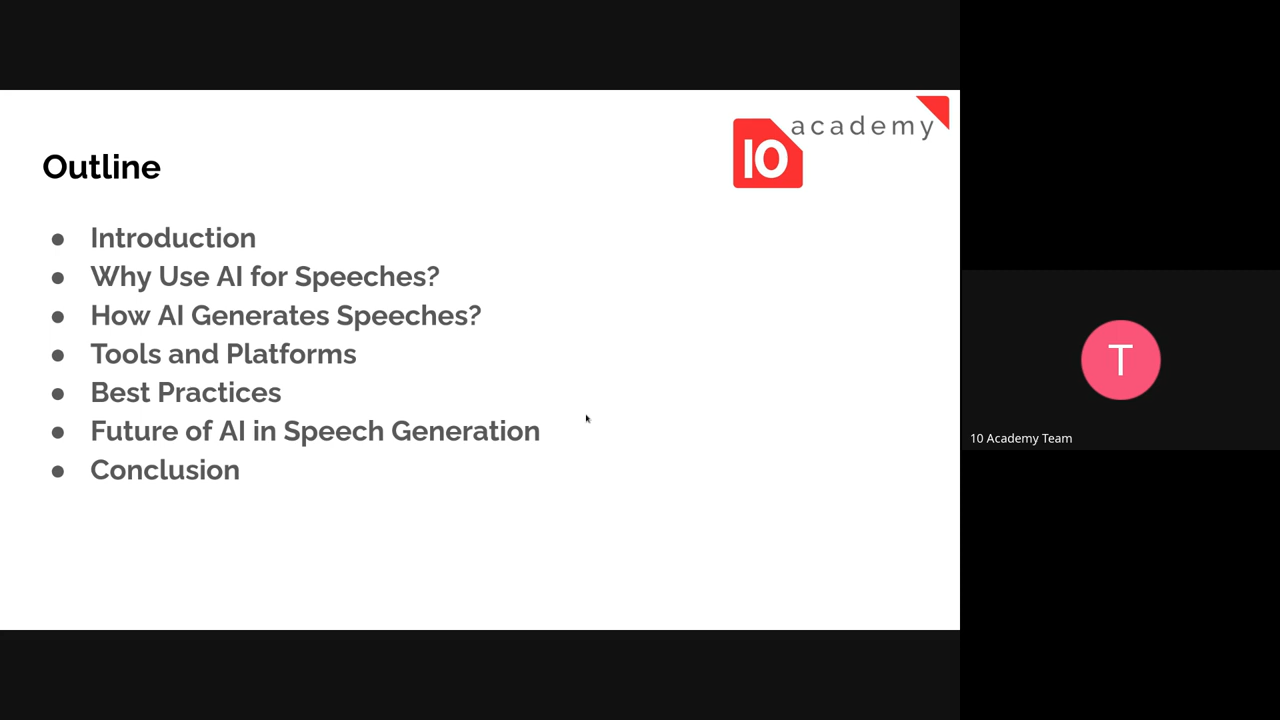 10 academy
Outline
● Introduction
● Why Use AI for Speeches?
● How AI Generates Speeches?
● Tools and Platforms
● Best Practices
● Future of AI in Speech Generation
● Conclusion
T
10 Academy Team